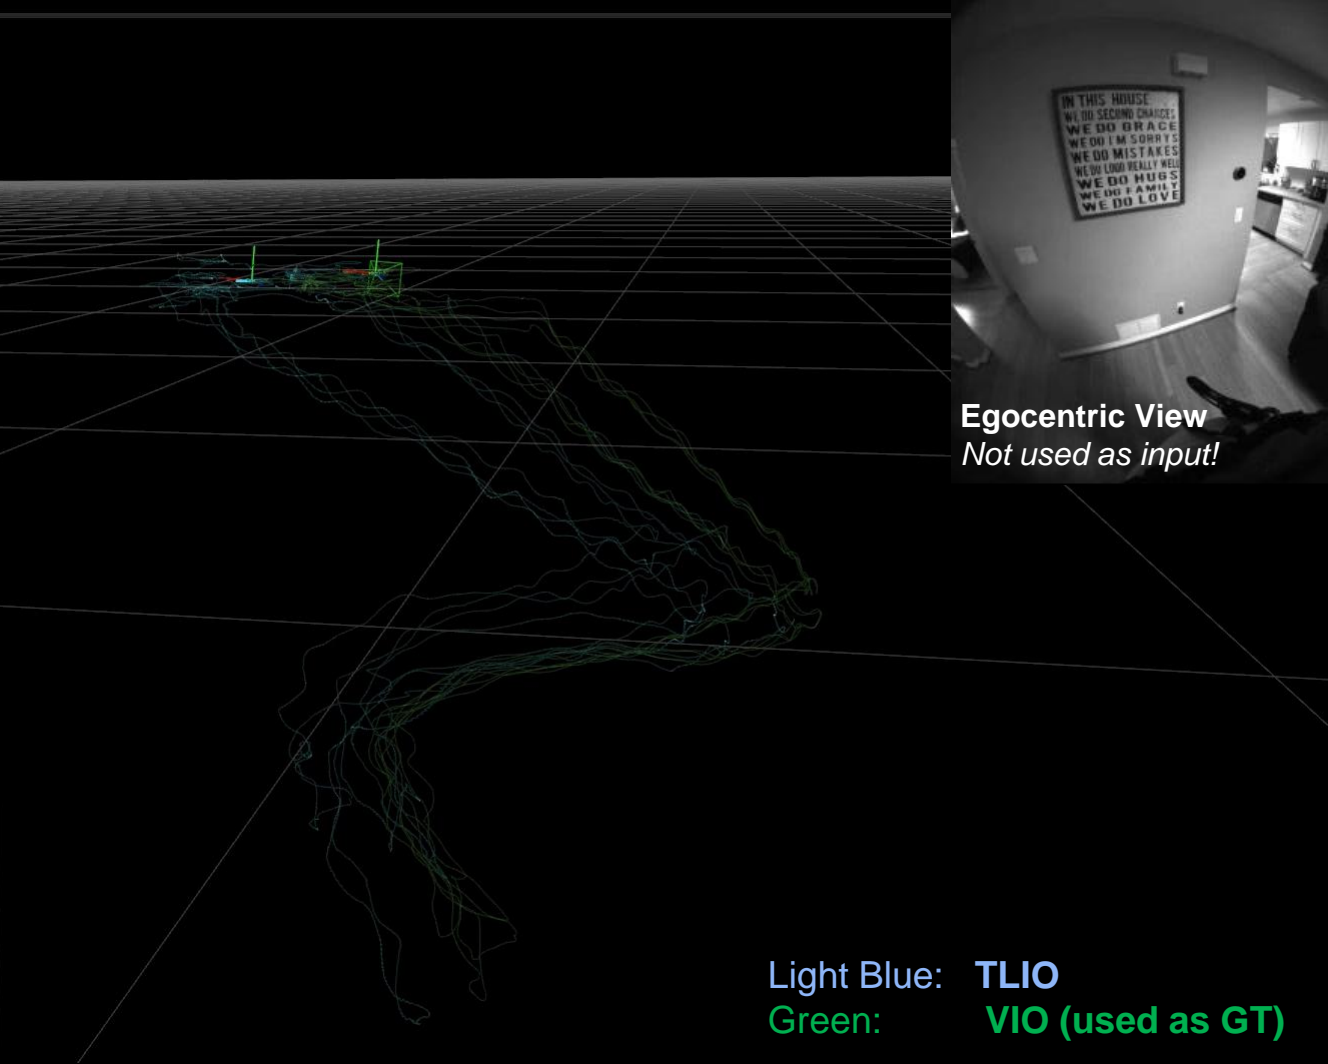 IN THIS HOUSE
WE DO SECOND CHANCES
WE DO GRACE
WE DO I'M SORRYS
WE DO MISTAKES
WE DO LOUD REALLY WELL
WE DO HUGS
WE DO FAMILY
WE DO LOVE
Egocentric View
Not used as input!
Light Blue: TLIO
Green: VIO (used as GT)